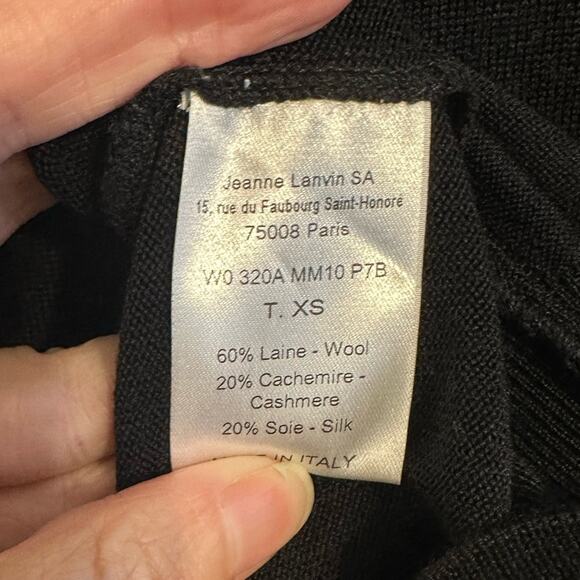 Jeanne Lanvin SA
15, rue du Faubourg Saint-Honoré
75008 Paris
W0 320A MM10 P7B
T. XS
60% Laine - Wool
20% Cachemire -
Cashmere
20% Soie - Silk
IN ITALY